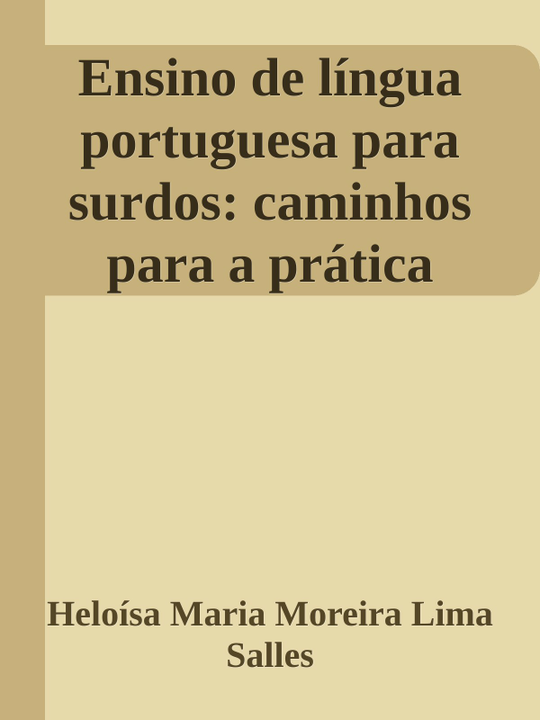 Ensino de língua
portuguesa para
surdos: caminhos
para a prática
Heloísa Maria Moreira Lima
Salles